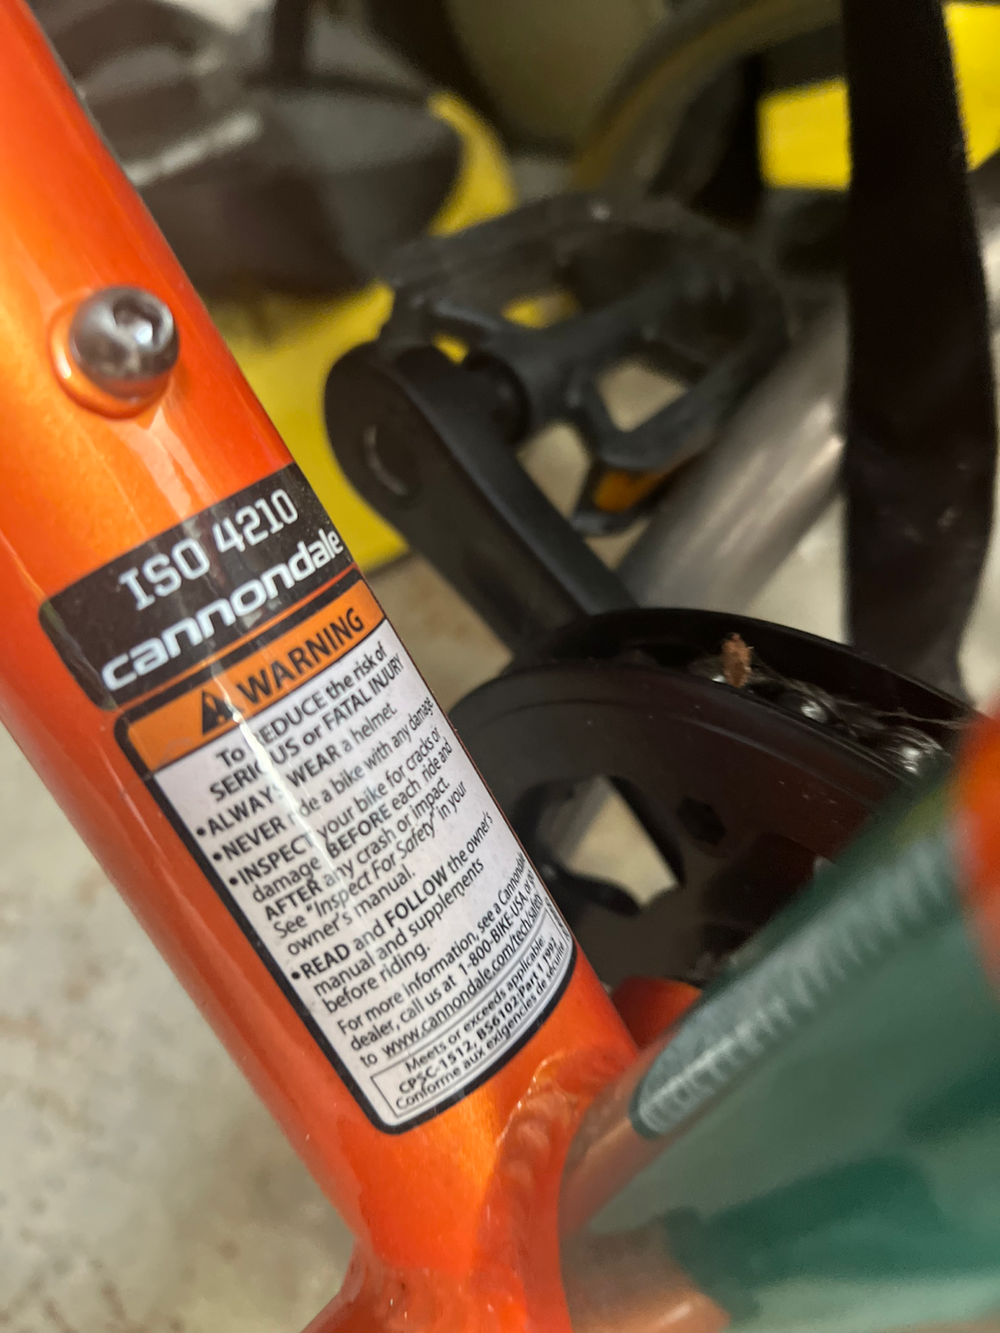 ISO 4210
cannondale
WARNING
To REDUCE the risk of
SERIOUS or FATAL INJURY
•ALWAYS WEAR a helmet.
•NEVER ride a bike with any damage
•INSPECT your bike for cracks or
damage BEFORE each ride and
AFTER any crash or impact.
See "Inspect For Safety" in your
owner's manual.
•READ and FOLLOW the owner's
manual and supplements
before riding.
For more information, see a Cannondale
dealer, call us at 1-800-BIKE-USA, or
to www.cannondale.com/tech/safety
Meets or exceeds applicable:
CPSC-1512, BS6102:Part 1 1992
Conforme aux exigencies de sécurité